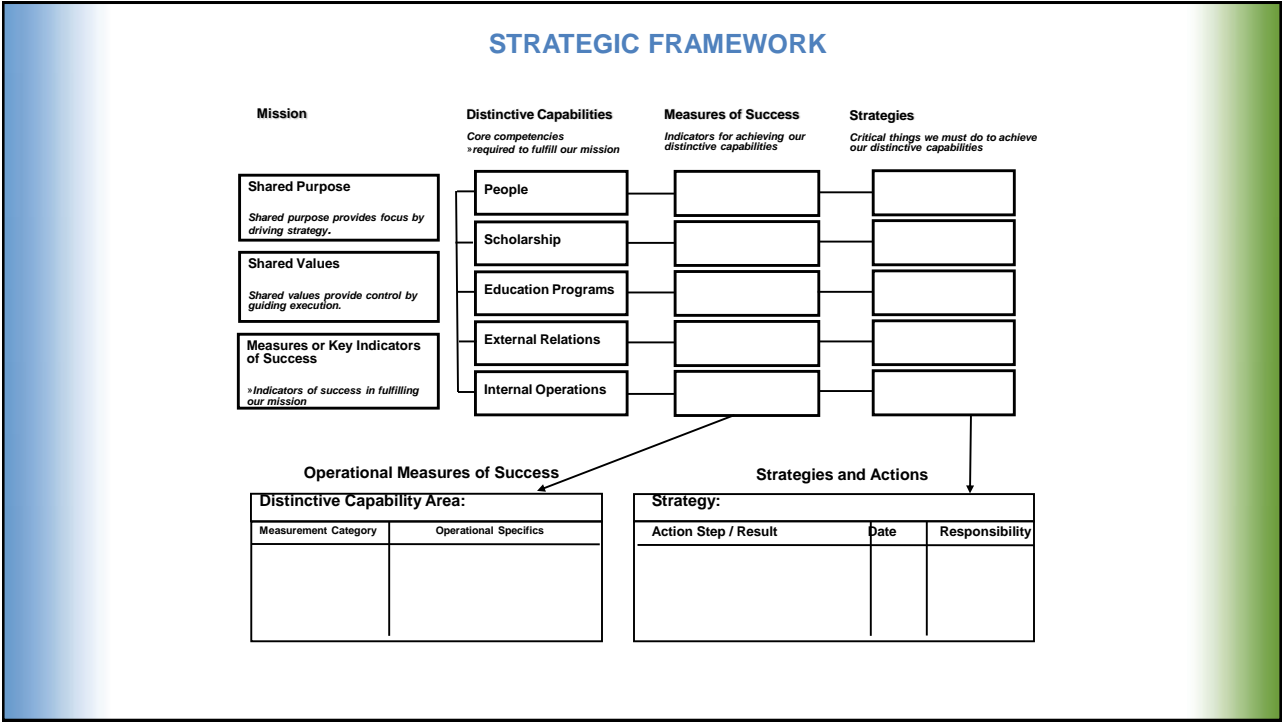 STRATEGIC FRAMEWORK
Mission
Distinctive Capabilities
Core competencies
»required to fulfill our mission
Measures of Success
Indicators for achieving our
distinctive capabilities
Strategies
Critical things we must do to achieve
our distinctive capabilities
Shared Purpose
Shared purpose provides focus by
driving strategy.
Shared Values
Shared values provide control by
guiding execution.
Measures or Key Indicators
of Success
»Indicators of success in fulfilling
our mission
People
Scholarship
Education Programs
External Relations
Internal Operations
Operational Measures of Success
Distinctive Capability Area:
Measurement Category
Operational Specifics
Strategies and Actions
Strategy:
Action Step / Result
Date
Responsibility